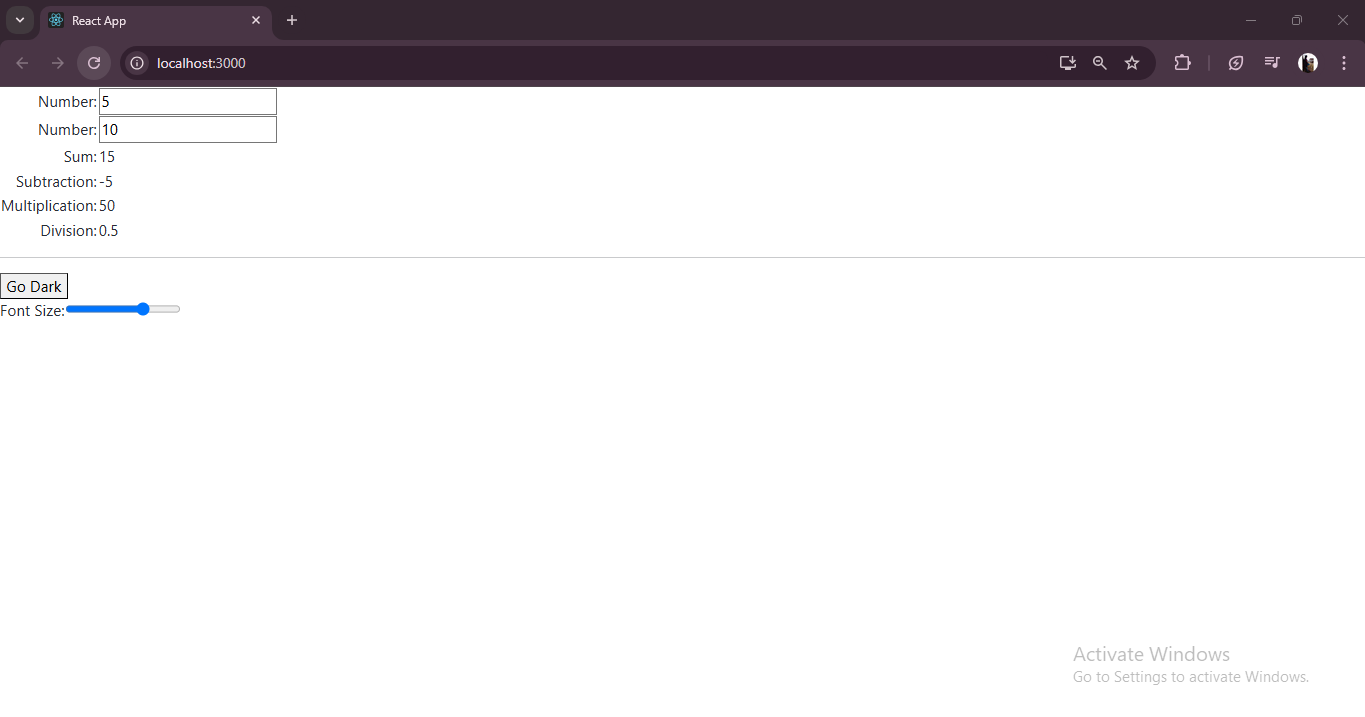 React App
localhost:3000
Number: 5
Number: 10
Sum: 15
Subtraction: -5
Multiplication: 50
Division: 0.5
Go Dark
Font Size:
Activate Windows
Go to Settings to activate Windows.